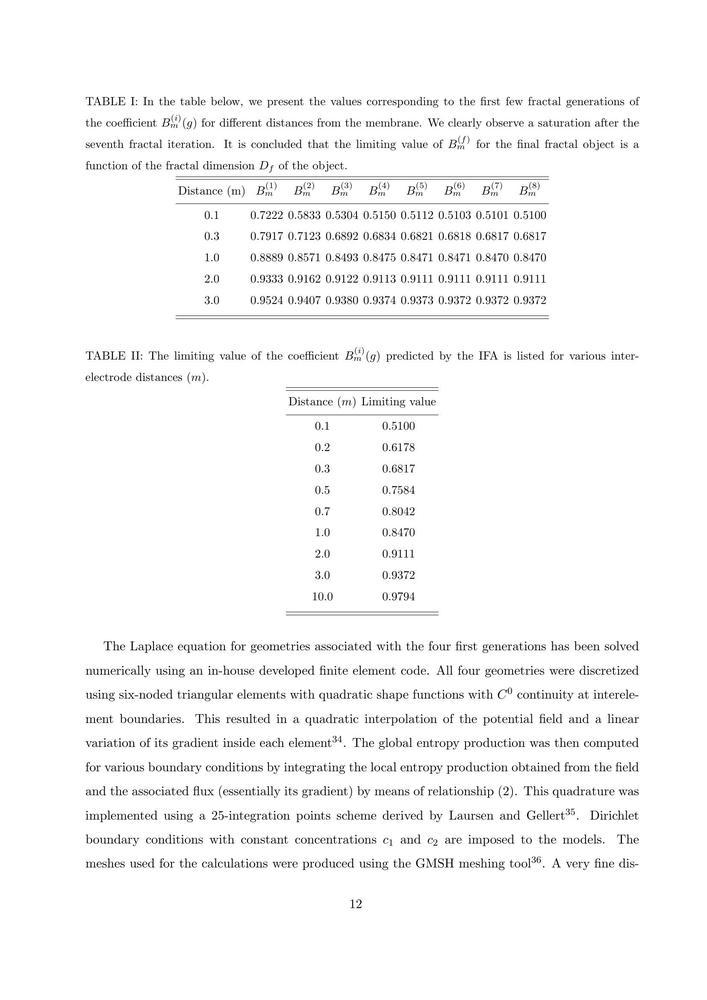 TABLE I: In the table below, we present the values corresponding to the first few fractal generations of
the coefficient B_m^{(i)}(g) for different distances from the membrane. We clearly observe a saturation after the
seventh fractal iteration. It is concluded that the limiting value of B_m^{(f)} for the final fractal object is a
function of the fractal dimension D_f of the object.
Distance (m) B_m^{(1)} B_m^{(2)} B_m^{(3)} B_m^{(4)} B_m^{(5)} B_m^{(6)} B_m^{(7)} B_m^{(8)}
0.1 0.7222 0.5833 0.5304 0.5150 0.5112 0.5103 0.5101 0.5100
0.3 0.7917 0.7123 0.6892 0.6834 0.6821 0.6818 0.6817 0.6817
1.0 0.8889 0.8571 0.8493 0.8475 0.8471 0.8471 0.8470 0.8470
2.0 0.9333 0.9162 0.9122 0.9113 0.9111 0.9111 0.9111 0.9111
3.0 0.9524 0.9407 0.9380 0.9374 0.9373 0.9372 0.9372 0.9372
TABLE II: The limiting value of the coefficient B_m^{(i)}(g) predicted by the IFA is listed for various inter-
electrode distances (m).
Distance (m) Limiting value
0.1 0.5100
0.2 0.6178
0.3 0.6817
0.5 0.7584
0.7 0.8042
1.0 0.8470
2.0 0.9111
3.0 0.9372
10.0 0.9794
The Laplace equation for geometries associated with the four first generations has been solved
numerically using an in-house developed finite element code. All four geometries were discretized
using six-noded triangular elements with quadratic shape functions with C^0 continuity at interele-
ment boundaries. This resulted in a quadratic interpolation of the potential field and a linear
variation of its gradient inside each element^34. The global entropy production was then computed
for various boundary conditions by integrating the local entropy production obtained from the field
and the associated flux (essentially its gradient) by means of relationship (2). This quadrature was
implemented using a 25-integration points scheme derived by Laursen and Gellert^35. Dirichlet
boundary conditions with constant concentrations c_1 and c_2 are imposed to the models. The
meshes used for the calculations were produced using the GMSH meshing tool^36. A very fine dis-
12